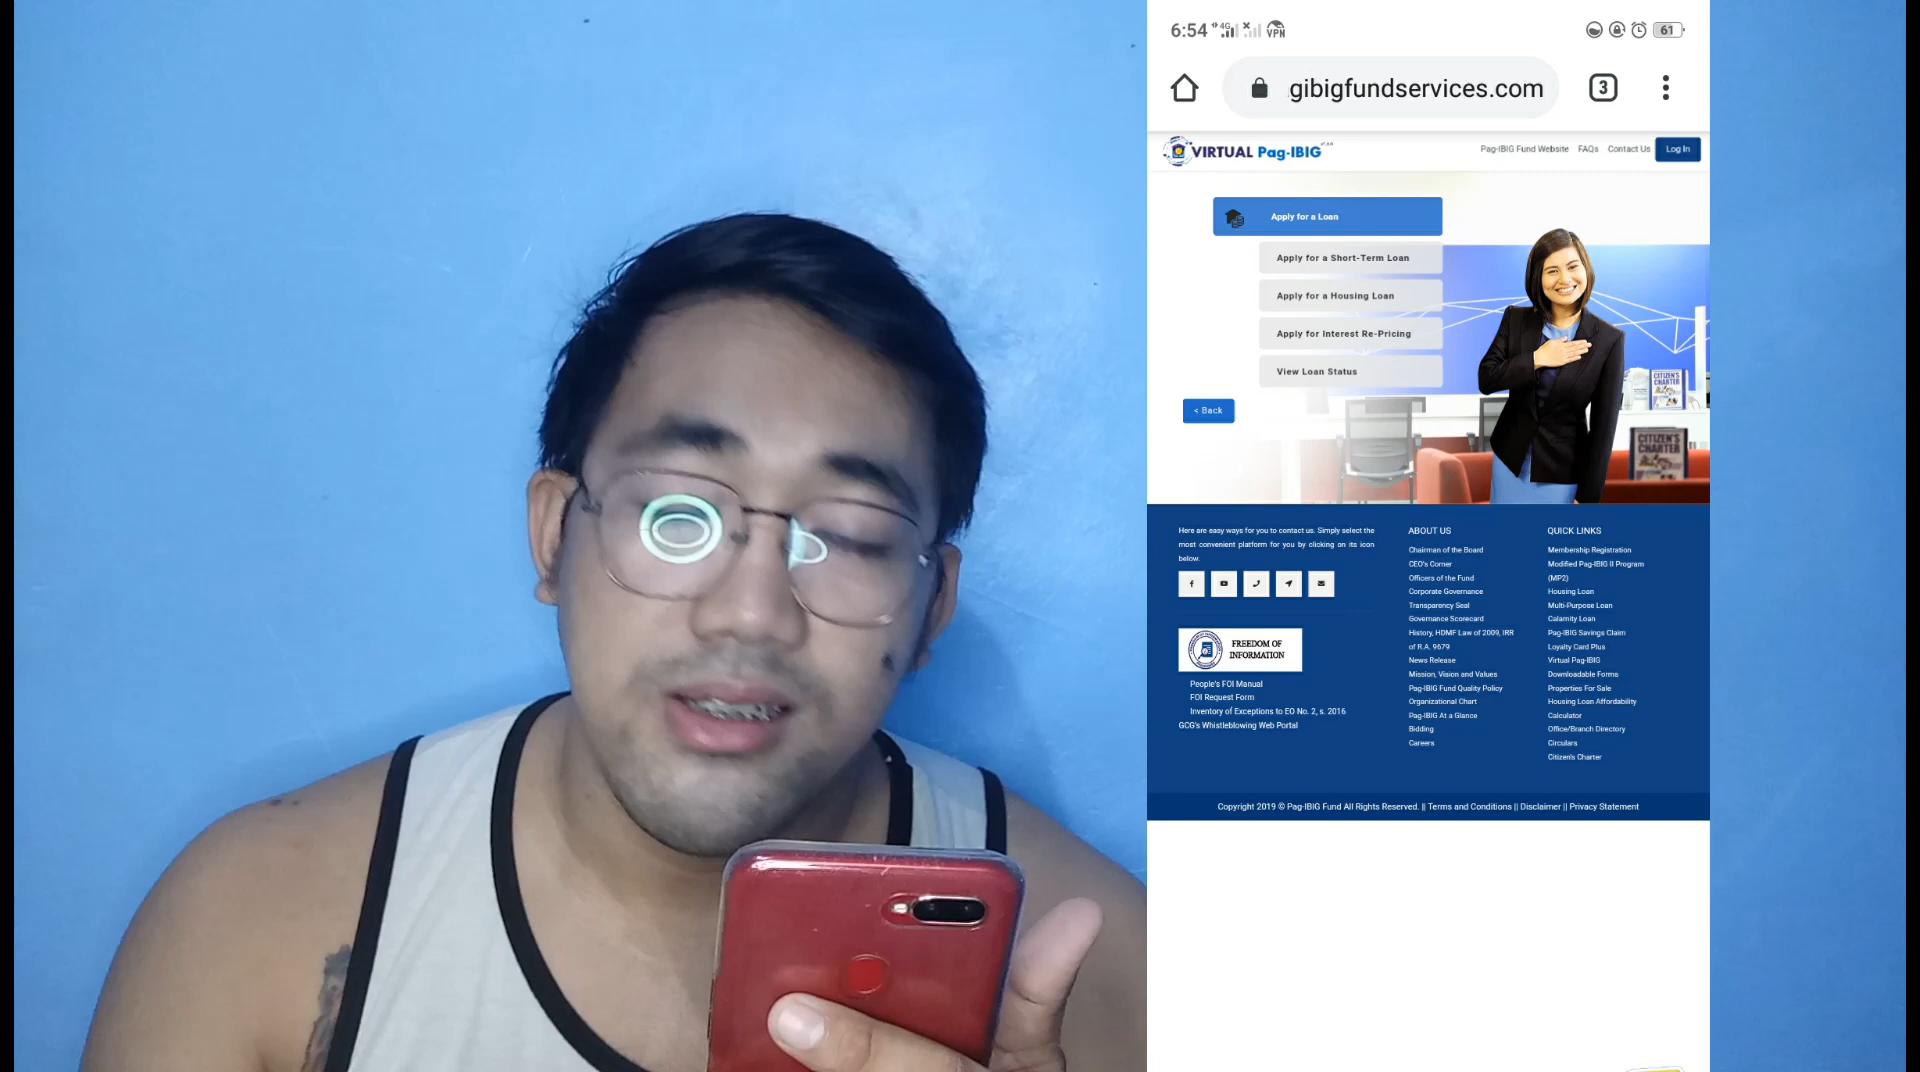 6:54 4G VPN 61
gibigfundservices.com 3
VIRTUAL Pag-IBIG
Pag-IBIG Fund Website FAQs Contact Us Log In
Apply for a Loan
Apply for a Short-Term Loan
Apply for a Housing Loan
Apply for Interest Re-Pricing
View Loan Status
< Back
CITIZEN'S
CHARTER
CITIZEN'S
CHARTER
Here are easy ways for you to contact us. Simply select the
most convenient platform for you by clicking on its icon
below.
FREEDOM OF
INFORMATION
People's FOI Manual
FOI Request Form
Inventory of Exceptions to EO No. 2, s. 2016
GCG's Whistleblowing Web Portal
ABOUT US
Chairman of the Board
CEO's Corner
Officers of the Fund
Corporate Governance
Transparency Seal
Governance Scorecard
History, HDMF Law of 2009, IRR
of R.A. 9679
News Release
Mission, Vision and Values
Pag-IBIG Fund Quality Policy
Organizational Chart
Pag-IBIG At a Glance
Bidding
Careers
QUICK LINKS
Membership Registration
Modified Pag-IBIG II Program
(MP2)
Housing Loan
Multi-Purpose Loan
Calamity Loan
Pag-IBIG Savings Claim
Loyalty Card Plus
Virtual Pag-IBIG
Downloadable Forms
Properties For Sale
Housing Loan Affordability
Calculator
Office/Branch Directory
Circulars
Citizen's Charter
Copyright 2019 © Pag-IBIG Fund All Rights Reserved. || Terms and Conditions || Disclaimer || Privacy Statement